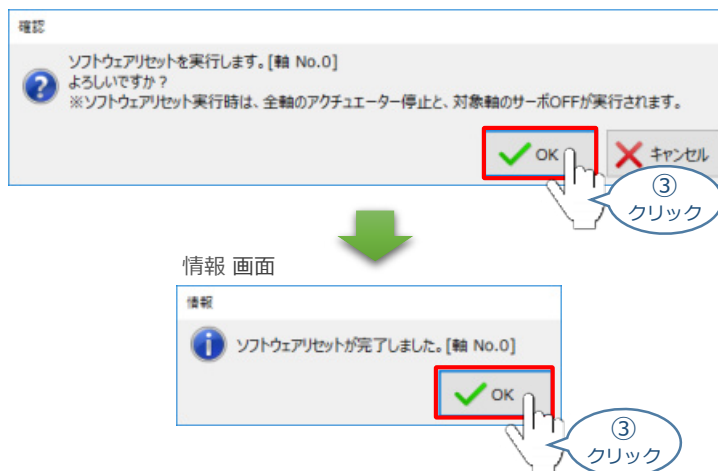 確認
ソフトウェアリセットを実行します。[軸 No.0]
よろしいですか?
※ソフトウェアリセット実行時は、全軸のアクチュエーター停止と、対象軸のサーボOFFが実行されます。
OK
キャンセル
③
クリック
情報 画面
情報
ソフトウェアリセットが完了しました。[軸 No.0]
OK
③
クリック